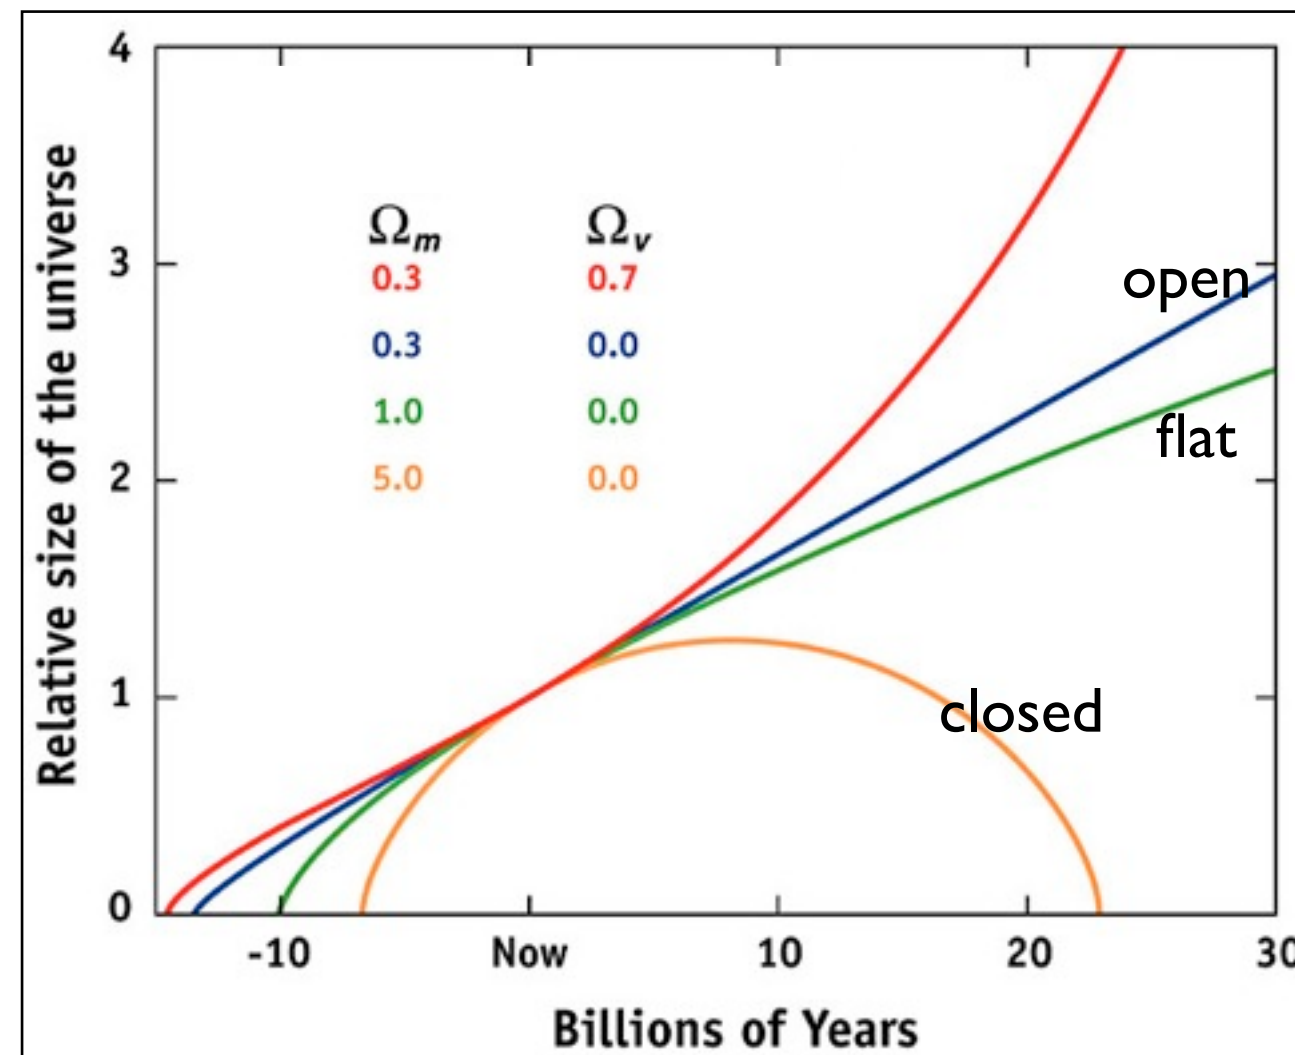 Relative size of the universe
4
3
2
1
0
Ωm Ωv
0.3 0.7
0.3 0.0
1.0 0.0
5.0 0.0
open
flat
closed
-10 Now 10 20 30
Billions of Years